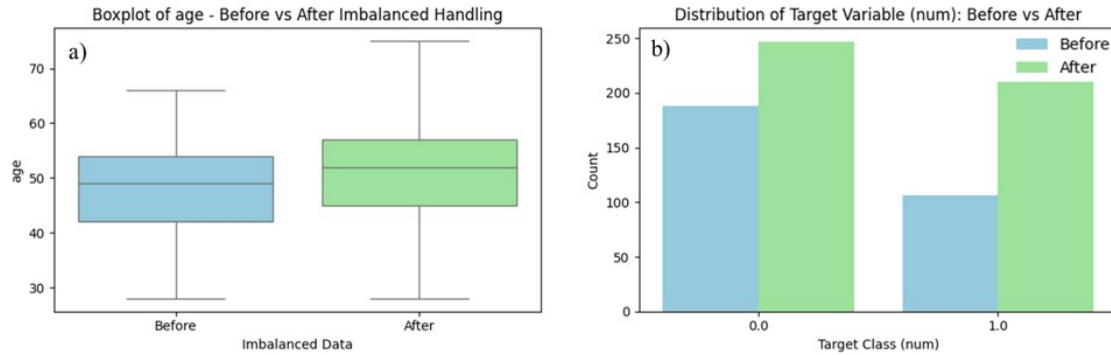 Boxplot of age - Before vs After Imbalanced Handling
a)
70
60
50
40
30
age
Before
After
Imbalanced Data
Distribution of Target Variable (num): Before vs After
b)
Before
After
250
200
150
100
50
0
Count
0.0
1.0
Target Class (num)